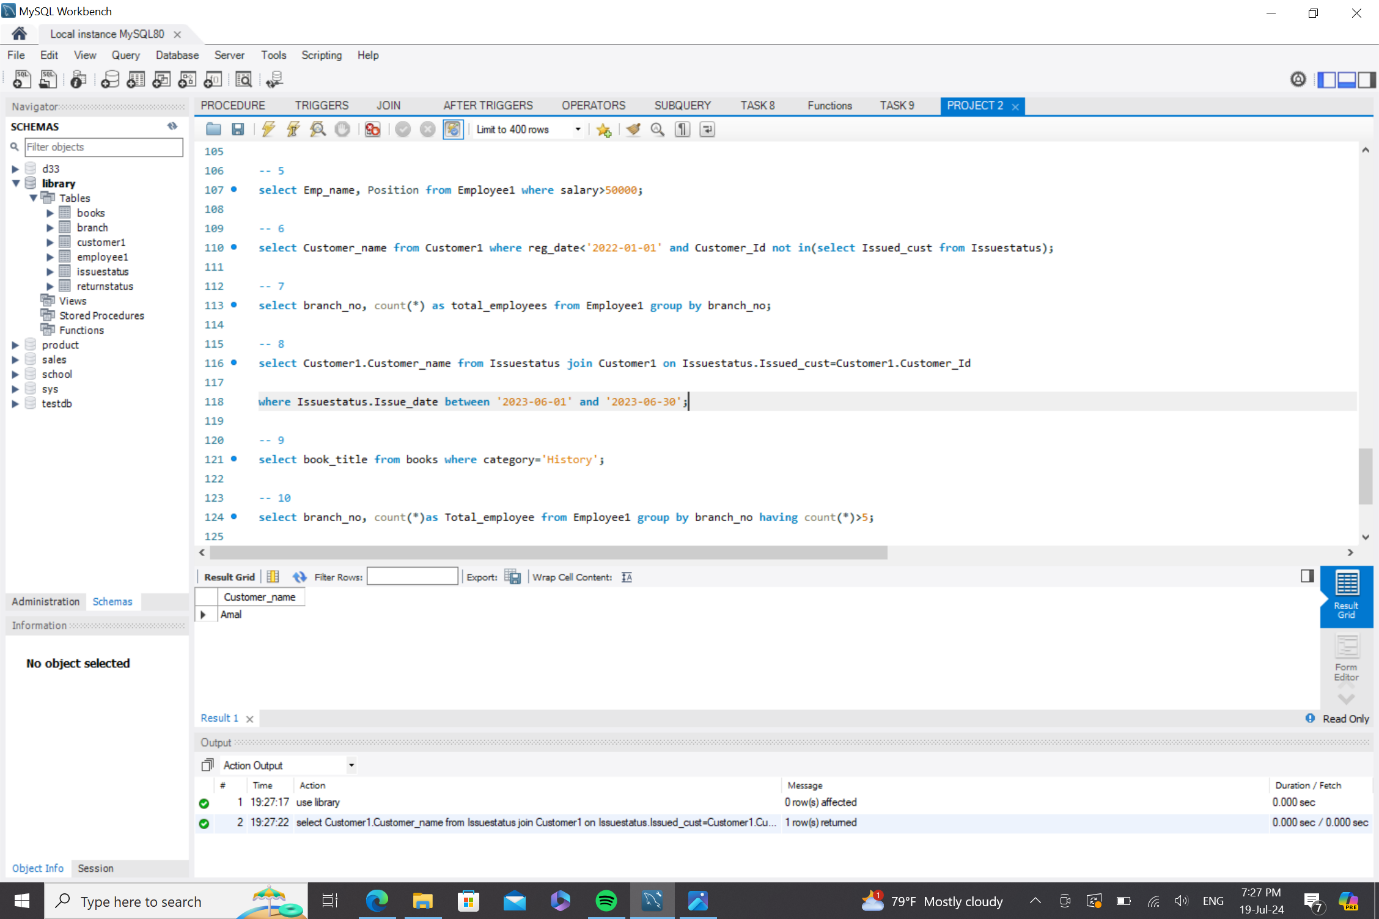 MySQL Workbench
Local instance MySQL80
File Edit View Query Database Server Tools Scripting Help
Navigator
PROCEDURE TRIGGERS JOIN AFTER TRIGGERS OPERATORS SUBQUERY TASK 8 Functions TASK 9 PROJECT 2
SCHEMAS
Filter objects
d33
library
Tables
books
branch
customer1
employee1
issuestatus
returnstatus
Views
Stored Procedures
Functions
product
sales
school
sys
testdb
Administration Schemas
Information
No object selected
Object Info Session
Limit to 400 rows
105
106 -- 5
107 select Emp_name, Position from Employee1 where salary>50000;
108
109 -- 6
110 select Customer_name from Customer1 where reg_date<'2022-01-01' and Customer_Id not in(select Issued_cust from Issuestatus);
111
112 -- 7
113 select branch_no, count(*) as total_employees from Employee1 group by branch_no;
114
115 -- 8
116 select Customer1.Customer_name from Issuestatus join Customer1 on Issuestatus.Issued_cust=Customer1.Customer_Id
117
118 where Issuestatus.Issue_date between '2023-06-01' and '2023-06-30';
119
120 -- 9
121 select book_title from books where category='History';
122
123 -- 10
124 select branch_no, count(*)as Total_employee from Employee1 group by branch_no having count(*)>5;
125
Result Grid Filter Rows: Export: Wrap Cell Content:
Customer_name
Amal
Result Grid
Form Editor
Result 1
Read Only
Output
Action Output
# Time Action Message Duration / Fetch
1 19:27:17 use library 0 row(s) affected 0.000 sec
2 19:27:22 select Customer1.Customer_name from Issuestatus join Customer1 on Issuestatus.Issued_cust=Customer1.Cu... 1 row(s) returned 0.000 sec / 0.000 sec
Type here to search
1
79°F Mostly cloudy
ENG
7:27 PM
19-Jul-24
7
PRE